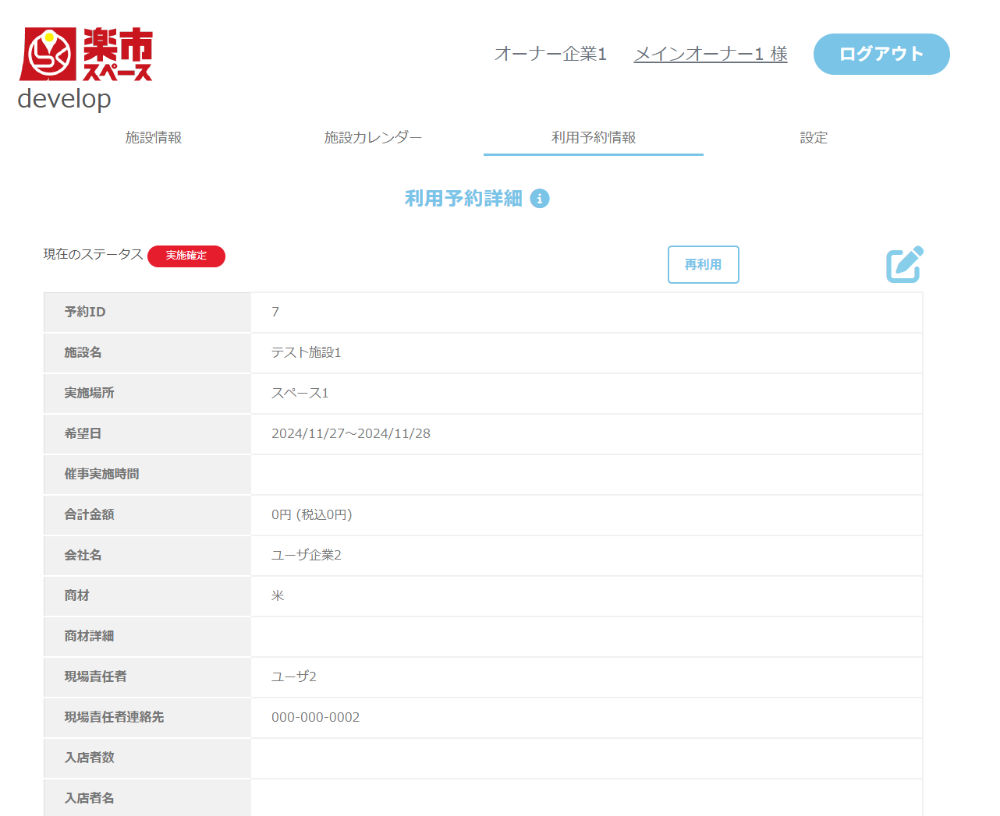 楽市
スペース
develop
オーナー企業1 メインオーナー1 様 ログアウト
施設情報 施設カレンダー 利用予約情報 設定
利用予約詳細
現在のステータス 実施確定 再利用
予約ID 7
施設名 テスト施設1
実施場所 スペース1
希望日 2024/11/27～2024/11/28
催事実施時間
合計金額 0円 (税込0円)
会社名 ユーザ企業2
商材 米
商材詳細
現場責任者 ユーザ2
現場責任者連絡先 000-000-0002
入店者数
入店者名